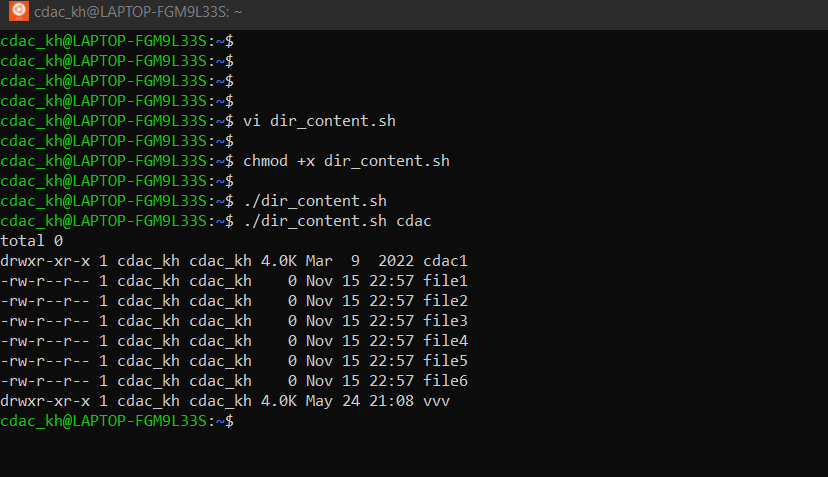 cdac_kh@LAPTOP-FGM9L33S: ~
cdac_kh@LAPTOP-FGM9L33S:~$
cdac_kh@LAPTOP-FGM9L33S:~$
cdac_kh@LAPTOP-FGM9L33S:~$
cdac_kh@LAPTOP-FGM9L33S:~$
cdac_kh@LAPTOP-FGM9L33S:~$ vi dir_content.sh
cdac_kh@LAPTOP-FGM9L33S:~$
cdac_kh@LAPTOP-FGM9L33S:~$ chmod +x dir_content.sh
cdac_kh@LAPTOP-FGM9L33S:~$
cdac_kh@LAPTOP-FGM9L33S:~$ ./dir_content.sh
cdac_kh@LAPTOP-FGM9L33S:~$ ./dir_content.sh cdac
total 0
drwxr-xr-x 1 cdac_kh cdac_kh 4.0K Mar  9  2022 cdac1
-rw-r--r-- 1 cdac_kh cdac_kh    0 Nov 15 22:57 file1
-rw-r--r-- 1 cdac_kh cdac_kh    0 Nov 15 22:57 file2
-rw-r--r-- 1 cdac_kh cdac_kh    0 Nov 15 22:57 file3
-rw-r--r-- 1 cdac_kh cdac_kh    0 Nov 15 22:57 file4
-rw-r--r-- 1 cdac_kh cdac_kh    0 Nov 15 22:57 file5
-rw-r--r-- 1 cdac_kh cdac_kh    0 Nov 15 22:57 file6
drwxr-xr-x 1 cdac_kh cdac_kh 4.0K May 24 21:08 vvv
cdac_kh@LAPTOP-FGM9L33S:~$